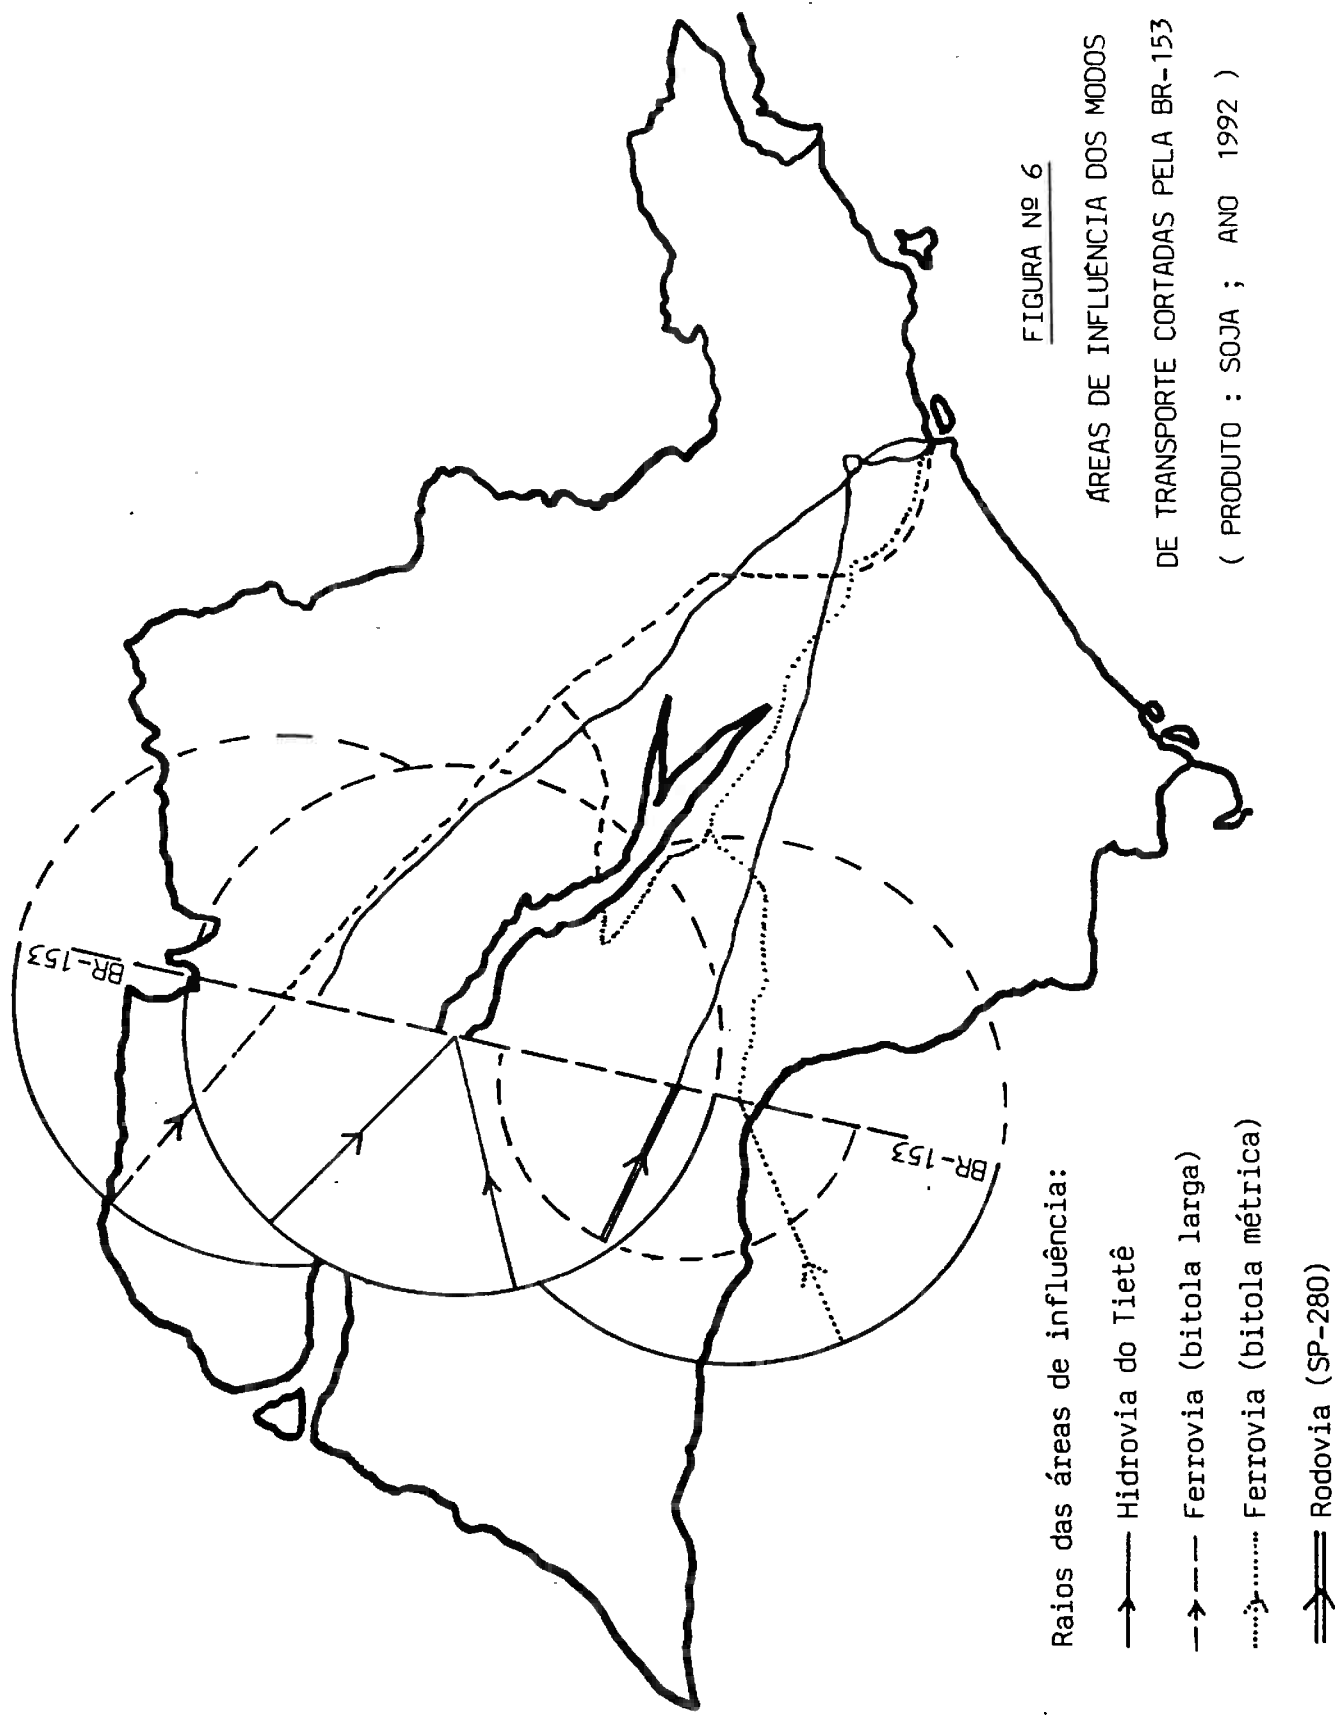 FIGURA Nº 6
ÁREAS DE INFLUÊNCIA DOS MODOS
DE TRANSPORTE CORTADAS PELA BR-153
( PRODUTO : SOJA ; ANO 1992 )
BR-153
BR-153
Raios das áreas de influência:
Hidrovia do Tietê
Ferrovia (bitola larga)
Ferrovia (bitola métrica)
Rodovia (SP-280)